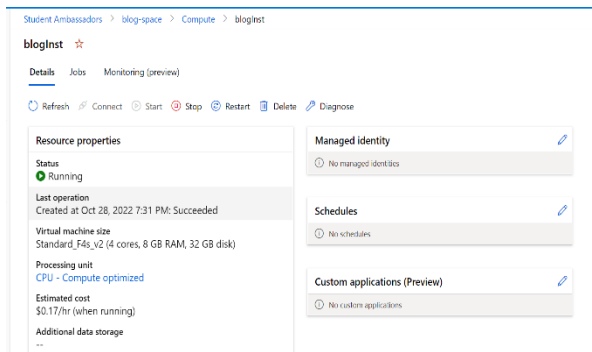 Student Ambassadors > blog-space > Compute > blogInst
blogInst
Details Jobs Monitoring (preview)
Refresh Connect Start Stop Restart Delete Diagnose
Resource properties
Status
Running
Last operation
Created at Oct 28, 2022 7:31 PM: Succeeded
Virtual machine size
Standard_F4s_v2 (4 cores, 8 GB RAM, 32 GB disk)
Processing unit
CPU - Compute optimized
Estimated cost
$0.17/hr (when running)
Additional data storage
--
Managed identity
No managed identities
Schedules
No schedules
Custom applications (Preview)
No custom applications